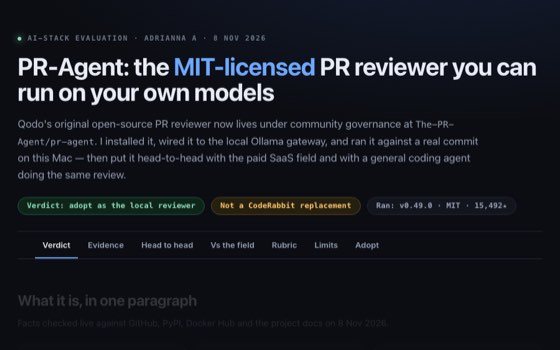 AI-STACK EVALUATION · ADRIANNA A · 8 NOV 2026
PR-Agent: the MIT-licensed PR reviewer you can
run on your own models
Qodo's original open-source PR reviewer now lives under community governance at The-PR-
Agent/pr-agent. I installed it, wired it to the local Ollama gateway, and ran it against a real commit
on this Mac — then put it head-to-head with the paid SaaS field and with a general coding agent
doing the same review.
Verdict: adopt as the local reviewer Not a CodeRabbit replacement Ran: v0.49.0 · MIT · 15,492★
Verdict Evidence Head to head Vs the field Rubric Limits Adopt
What it is, in one paragraph
Facts checked live against GitHub, PyPI, Docker Hub and the project docs on 8 Nov 2026.